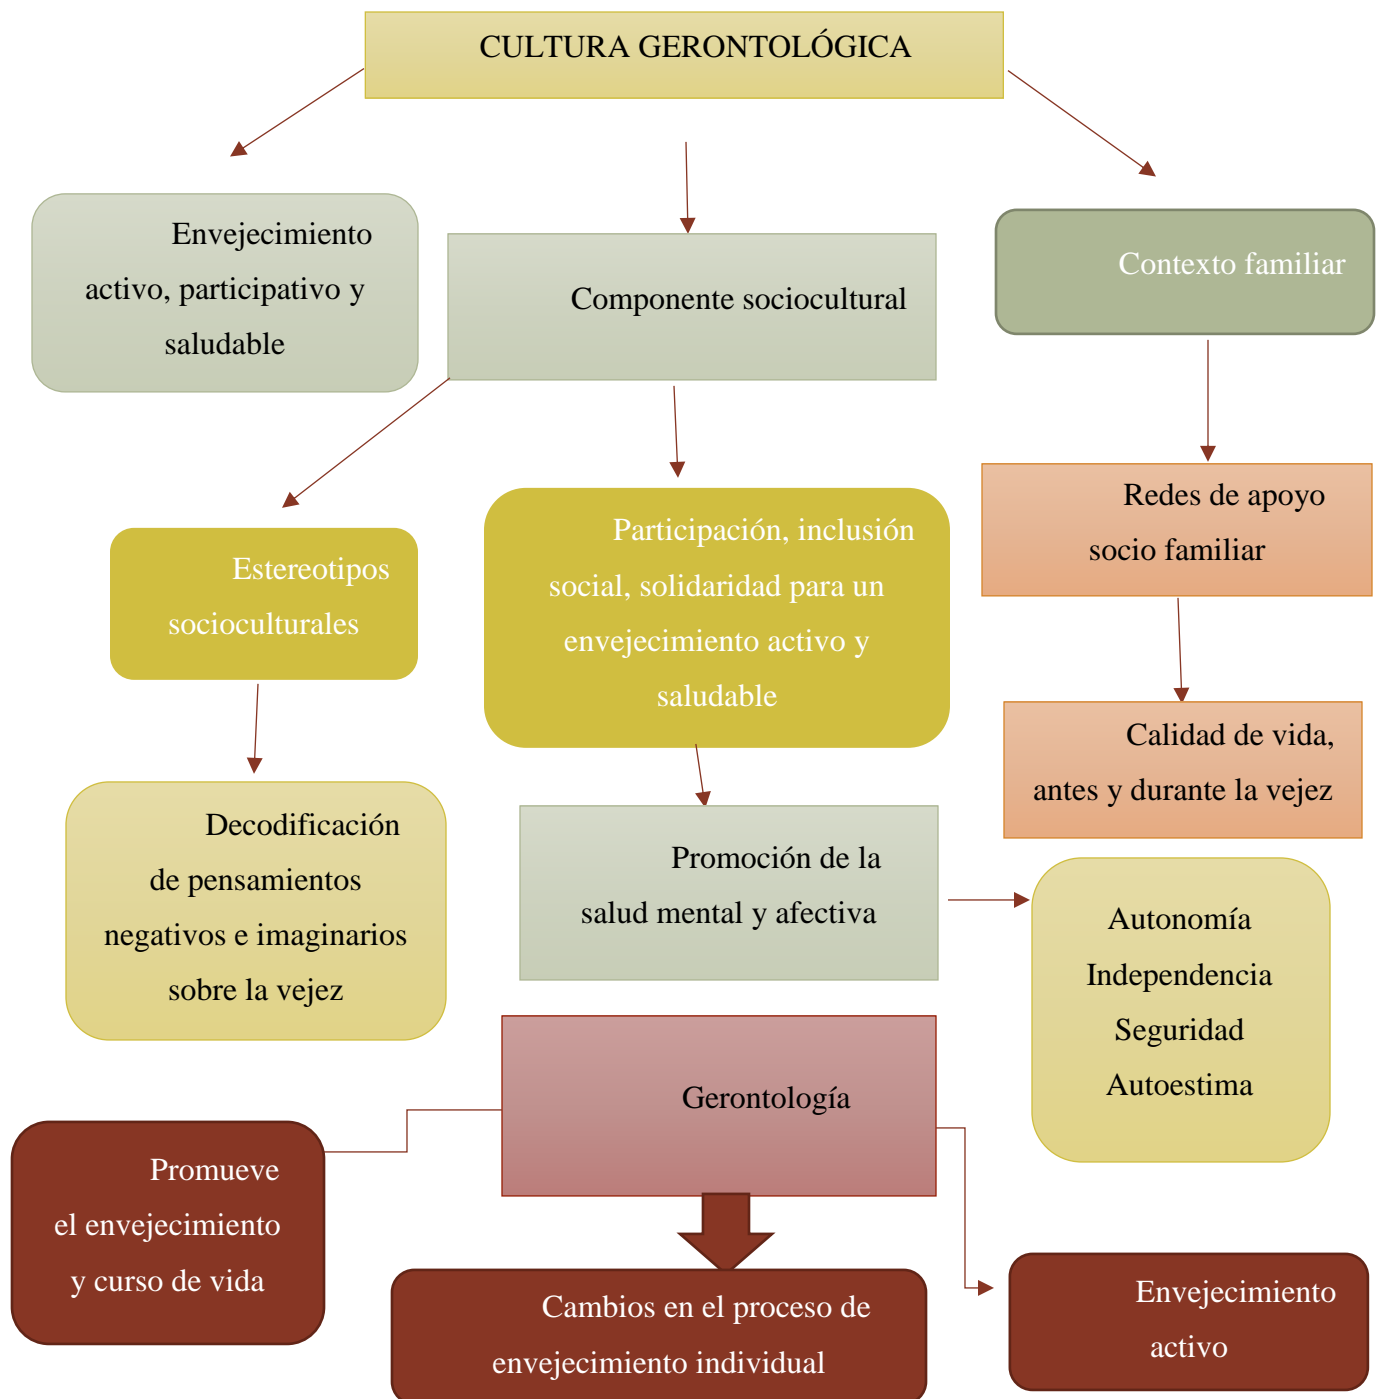 CULTURA GERONTOLÓGICA
Envejecimiento
activo, participativo y
saludable
Componente sociocultural
Contexto familiar
Estereotipos
socioculturales
Participación, inclusión
social, solidaridad para un
envejecimiento activo y
saludable
Redes de apoyo
socio familiar
Decodificación
de pensamientos
negativos e imaginarios
sobre la vejez
Promoción de la
salud mental y afectiva
Calidad de vida,
antes y durante la vejez
Autonomía
Independencia
Seguridad
Autoestima
Gerontología
Promueve
el envejecimiento
y curso de vida
Cambios en el proceso de
envejecimiento individual
Envejecimiento
activo